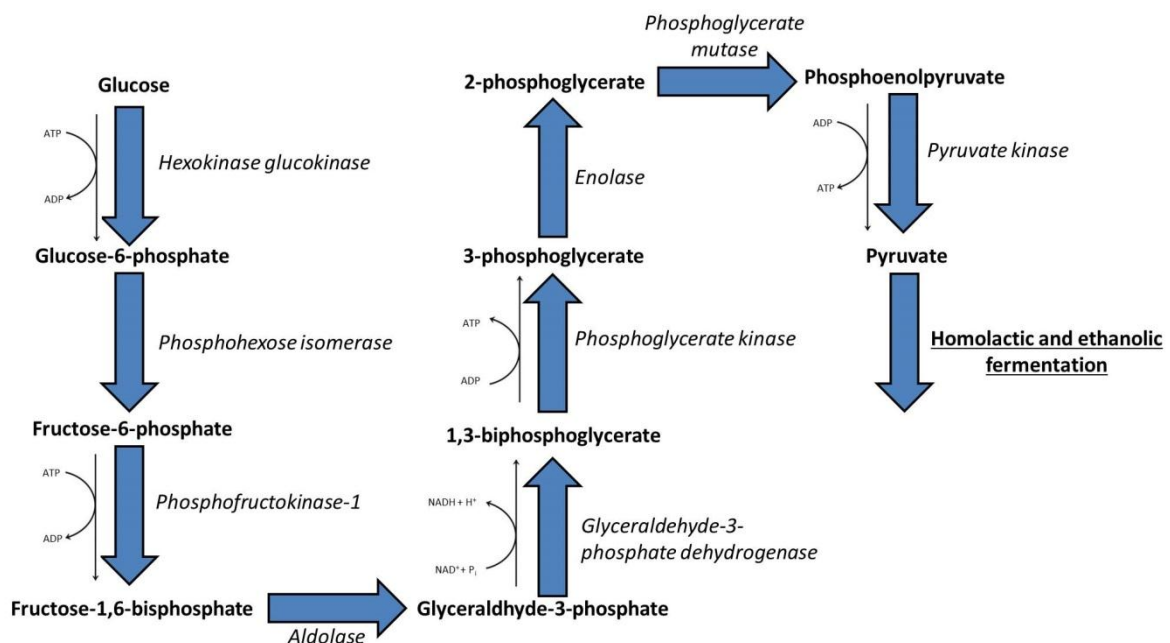 Glucose
ATP
ADP
Hexokinase glucokinase
Glucose-6-phosphate
Phosphohexose isomerase
Fructose-6-phosphate
ATP
ADP
Phosphofructokinase-1
Fructose-1,6-bisphosphate
Aldolase
Glyceraldhyde-3-phosphate
NADH + H⁺
NAD⁺ + Pᵢ
Glyceraldehyde-3-
phosphate dehydrogenase
1,3-biphosphoglycerate
ATP
ADP
Phosphoglycerate kinase
3-phosphoglycerate
Enolase
2-phosphoglycerate
Phosphoglycerate
mutase
Phosphoenolpyruvate
ADP
ATP
Pyruvate kinase
Pyruvate
Homolactic and ethanolic
fermentation